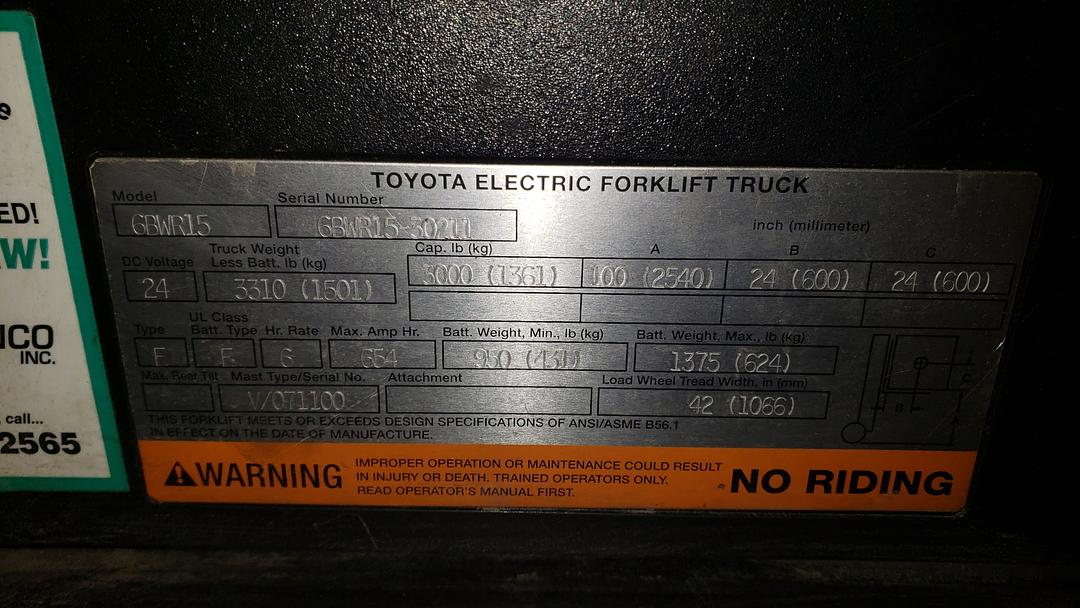 ED!
W!
NCO
INC.
, call...
2565
TOYOTA ELECTRIC FORKLIFT TRUCK
Model Serial Number
6BWR15 6BWR15-30211 inch (millimeter)
DC Voltage Truck Weight Less Batt. lb (kg) Cap. lb (kg) A B C
24 3310 (1501) 3000 (1361) 100 (2540) 24 (600) 24 (600)
UL Class
Type Batt. Type Hr. Rate Max. Amp Hr. Batt. Weight, Min., lb (kg) Batt. Weight, Max., lb (kg)
E E 6 654 950 (431) 1375 (624)
Max. Rear Tilt Mast Type/Serial No. Attachment Load Wheel Tread Width, in (mm)
V/071100 42 (1066)
C
B
A
THIS FORKLIFT MEETS OR EXCEEDS DESIGN SPECIFICATIONS OF ANSI/ASME B56.1
IN EFFECT ON THE DATE OF MANUFACTURE.
WARNING
IMPROPER OPERATION OR MAINTENANCE COULD RESULT
IN INJURY OR DEATH. TRAINED OPERATORS ONLY.
READ OPERATOR'S MANUAL FIRST.
NO RIDING